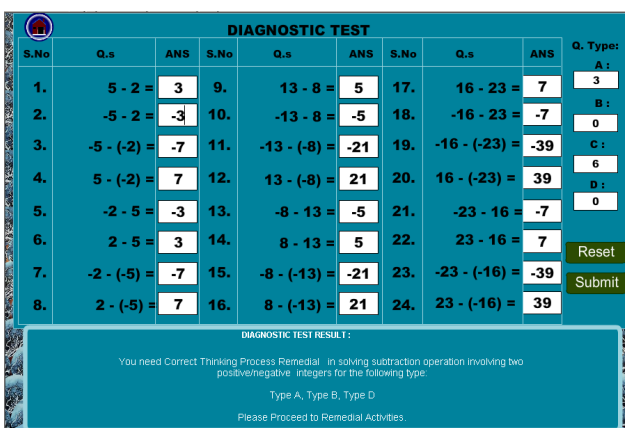 DIAGNOSTIC TEST
S.No Q.s ANS S.No Q.s ANS S.No Q.s ANS Q. Type:
1. 5 - 2 = 3 9. 13 - 8 = 5 17. 16 - 23 = 7
2. -5 - 2 = -3 10. -13 - 8 = -5 18. -16 - 23 = -7
3. -5 - (-2) = -7 11. -13 - (-8) = -21 19. -16 - (-23) = -39
4. 5 - (-2) = 7 12. 13 - (-8) = 21 20. 16 - (-23) = 39
5. -2 - 5 = -3 13. -8 - 13 = -5 21. -23 - 16 = -7
6. 2 - 5 = 3 14. 8 - 13 = 5 22. 23 - 16 = 7
7. -2 - (-5) = -7 15. -8 - (-13) = -21 23. -23 - (-16) = -39
8. 2 - (-5) = 7 16. 8 - (-13) = 21 24. 23 - (-16) = 39
A :
3
B :
0
C :
6
D :
0
Reset
Submit
DIAGNOSTIC TEST RESULT :
You need Correct Thinking Process Remedial in solving subtraction operation involving two
positive/negative integers for the following type:
Type A, Type B, Type D
Please Proceed to Remedial Activities.